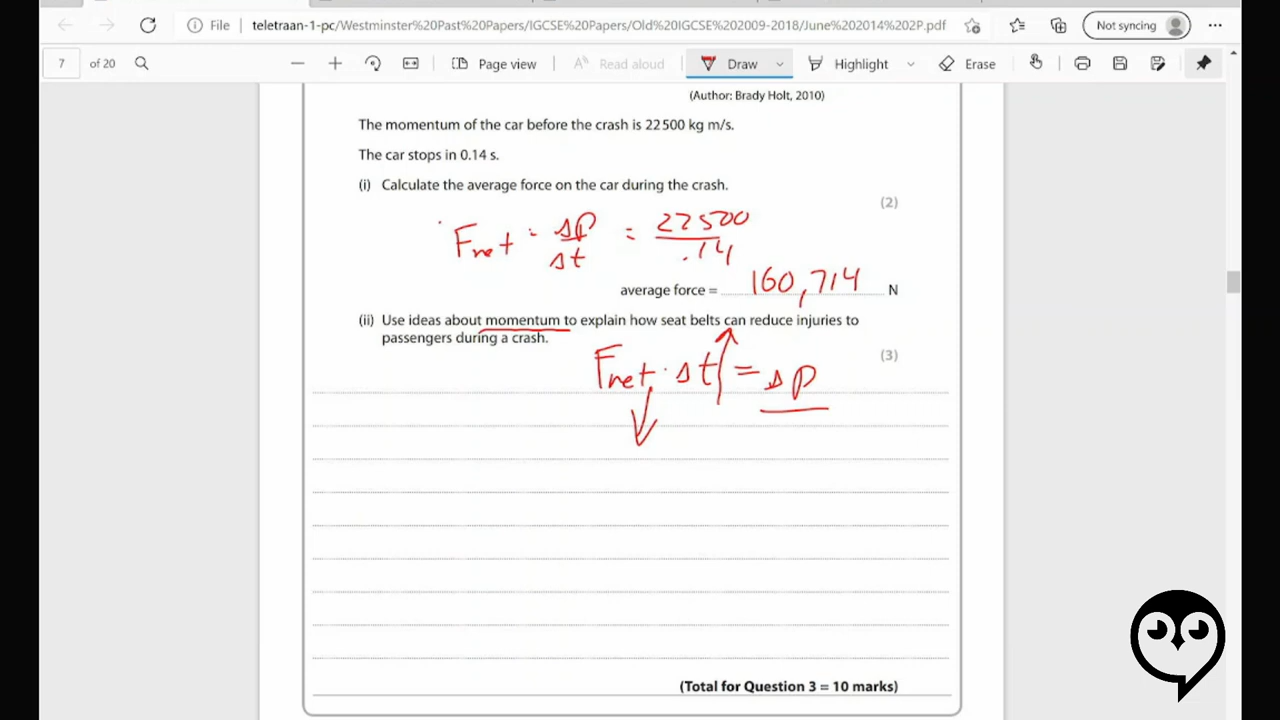 File
teletraan-1-pc/Westminster%20Past%20Papers/IGCSE%20Papers/Old%20IGCSE%202009-2018/June%202014%202P.pdf
Not syncing
7 of 20
Page view
Read aloud
Draw
Highlight
Erase
(Author: Brady Holt, 2010)
The momentum of the car before the crash is 22 500 kg m/s.
The car stops in 0.14 s.
(i) Calculate the average force on the car during the crash.
(2)
Fnet = Δp/Δt = 22500/.14
average force = 160,714 N
(ii) Use ideas about momentum to explain how seat belts can reduce injuries to
passengers during a crash.
(3)
Fnet · Δt = Δp
(Total for Question 3 = 10 marks)